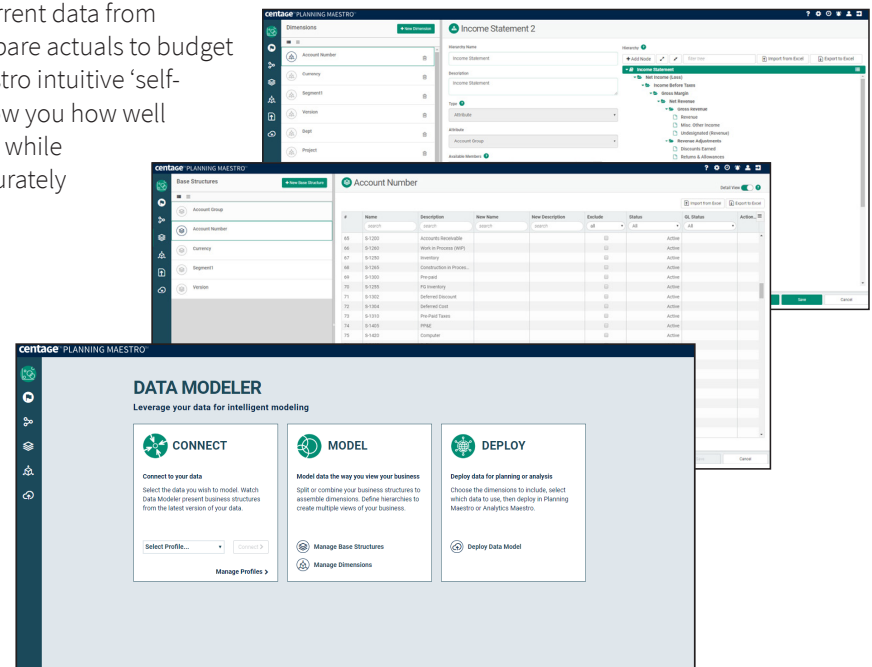 rrent data from
pare actuals to budget
stro intuitive ‘self-
ow you how well
while
urately
centage PLANNING MAESTRO
Dimensions
+ New Dimension
Account Number
Currency
Segment1
Version
Dept
Project
Income Statement 2
Hierarchy Name
Income Statement
Description
Income Statement
Type
Attribute
Attribute
Account Group
Available Members
Hierarchy
+ Add Node
Import from Excel
Export to Excel
Income Statement
Net Income (Loss)
Income Before Taxes
Gross Margin
Net Revenue
Gross Revenue
Revenue
Misc. Other Income
Undesignated (Revenue)
Revenue Adjustments
Discounts Earned
Returns & Allowances
Save
Cancel
centage PLANNING MAESTRO
Base Structures
+ New Base Structure
Account Group
Account Number
Currency
Segment1
Version
Account Number
Detail View
Import from Excel
Export to Excel
# Name Description New Name New Description Exclude Status GL Status Active...
search search search search all All All
65 S-1200 Accounts Receivable Active
66 S-1260 Work in Process (WIP) Active
67 S-1250 Inventory Active
68 S-1265 Construction in Proces... Active
69 S-1300 Pre-paid Active
70 S-1255 FG Inventory Active
71 S-1302 Deferred Discount Active
72 S-1304 Deferred Cost Active
73 S-1310 Pre-Paid Taxes Active
74 S-1400 PP&E Active
75 S-1420 Computer Active
Cancel
centage PLANNING MAESTRO
DATA MODELER
Leverage your data for intelligent modeling
CONNECT
Connect to your data
Select the data you wish to model. Watch
Data Modeler present business structures
from the latest version of your data.
Select Profile...
Connect >
Manage Profiles >
MODEL
Model data the way you view your business
Split or combine your business structures to
assemble dimensions. Define hierarchies to
create multiple views of your business.
Manage Base Structures
Manage Dimensions
DEPLOY
Deploy data for planning or analysis
Choose the dimensions to include, select
which data to use, then deploy in Planning
Maestro or Analytics Maestro.
Deploy Data Model